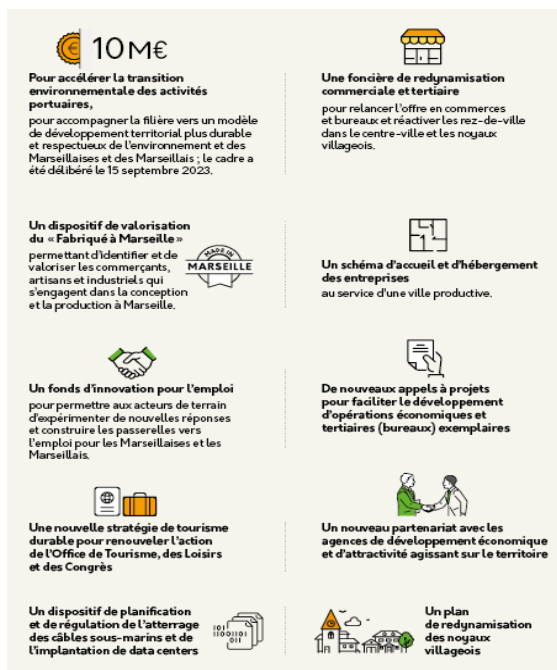 10 M€
Pour accélérer la transition
environnementale des activités
portuaires,
pour accompagner la filière vers un modèle
de développement territorial plus durable
et respectueux de l'environnement et des
Marseillaises et des Marseillais ; le cadre a
été délibéré le 15 septembre 2023.
Une foncière de redynamisation
commerciale et tertiaire
pour relancer l'offre en commerces
et bureaux et réactiver les rez-de-ville
dans le centre-ville et les noyaux
villageois.
Un dispositif de valorisation
du « Fabriqué à Marseille »
permettant d'identifier et de
valoriser les commerçants,
artisans et industriels qui
s'engagent dans la conception
et la production à Marseille.
MADE IN
MARSEILLE
Un schéma d'accueil et d'hébergement
des entreprises
au service d'une ville productive.
Un fonds d'innovation pour l'emploi
pour permettre aux acteurs de terrain
d'expérimenter de nouvelles réponses
et construire les passerelles vers
l'emploi pour les Marseillaises et les
Marseillais.
De nouveaux appels à projets
pour faciliter le développement
d'opérations économiques et
tertiaires (bureaux) exemplaires
Une nouvelle stratégie de tourisme
durable pour renouveler l'action
de l'Office de Tourisme, des Loisirs
et des Congrès
Un nouveau partenariat avec les
agences de développement économique
et d'attractivité agissant sur le territoire
Un dispositif de planification
et de régulation de l'atterrage
des câbles sous-marins et de
l'implantation de data centers
101
11001101
011
Un plan
de redynamisation
des noyaux
villageois